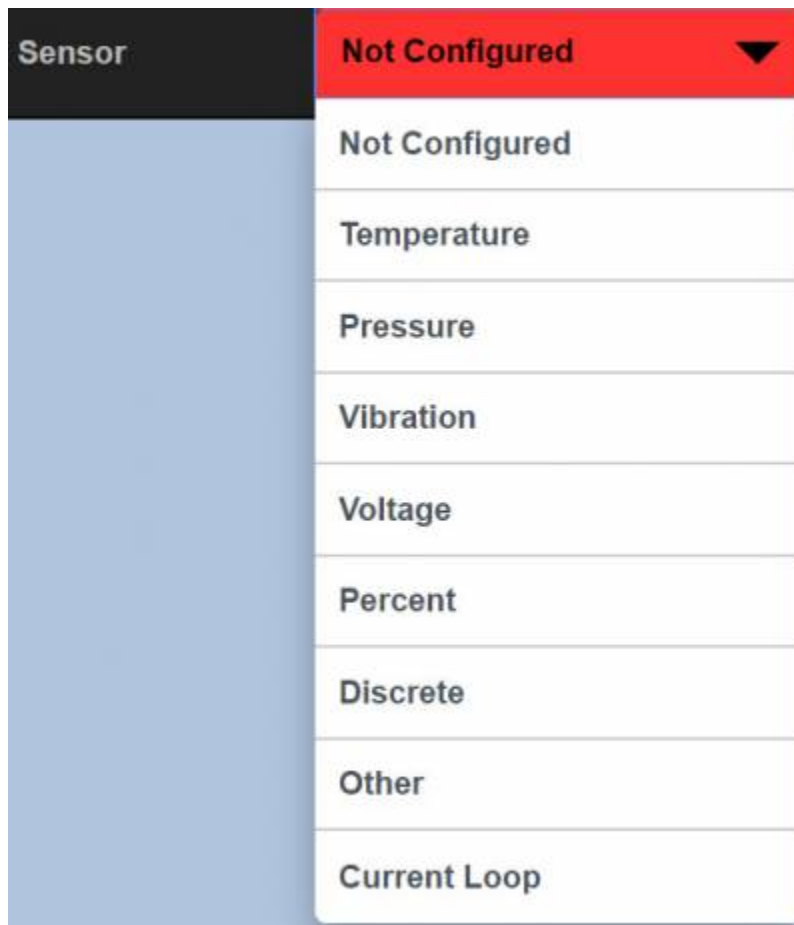 Sensor
Not Configured
Not Configured
Temperature
Pressure
Vibration
Voltage
Percent
Discrete
Other
Current Loop